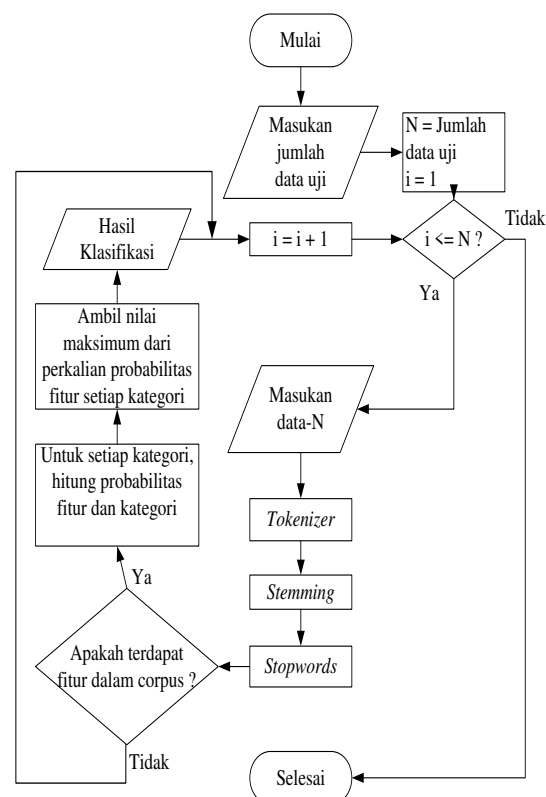 Mulai
Masukan
jumlah
data uji
N = Jumlah
data uji
i = 1
i <= N ?
Tidak
Ya
i = i + 1
Hasil
Klasifikasi
Ambil nilai
maksimum dari
perkalian probabilitas
fitur setiap kategori
Untuk setiap kategori,
hitung probabilitas
fitur dan kategori
Ya
Apakah terdapat
fitur dalam corpus ?
Tidak
Masukan
data-N
Tokenizer
Stemming
Stopwords
Selesai